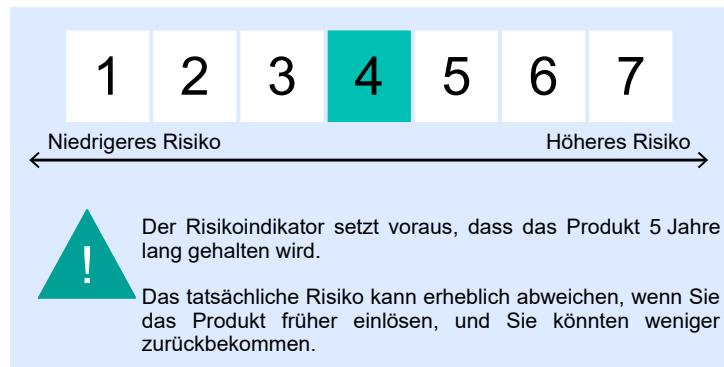 1 2 3 4 5 6 7
Niedrigeres Risiko Höheres Risiko
!
Der Risikoindikator setzt voraus, dass das Produkt 5 Jahre
lang gehalten wird.
Das tatsächliche Risiko kann erheblich abweichen, wenn Sie
das Produkt früher einlösen, und Sie könnten weniger
zurückbekommen.